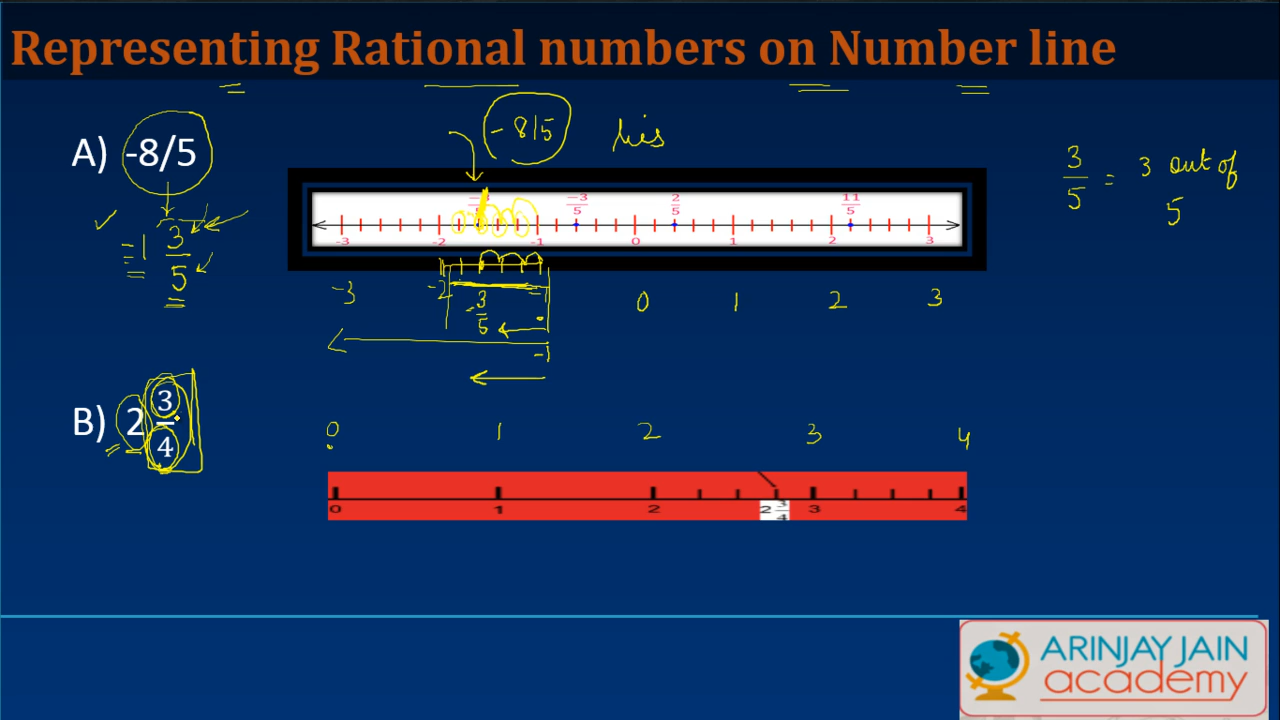 Representing Rational numbers on Number line
A) -8/5
- 8/5 lies
3/5 = 3 out of 5
= 1 3/5
-3/5 2/5 11/5
-3 -2 -1 0 1 2 3
-3 -2 -1 0 1 2 3
-3/5
-1
B) 2 3/4
0 1 2 3 4
0 1 2 2 3/4 3 4
ARINJAY JAIN
academy